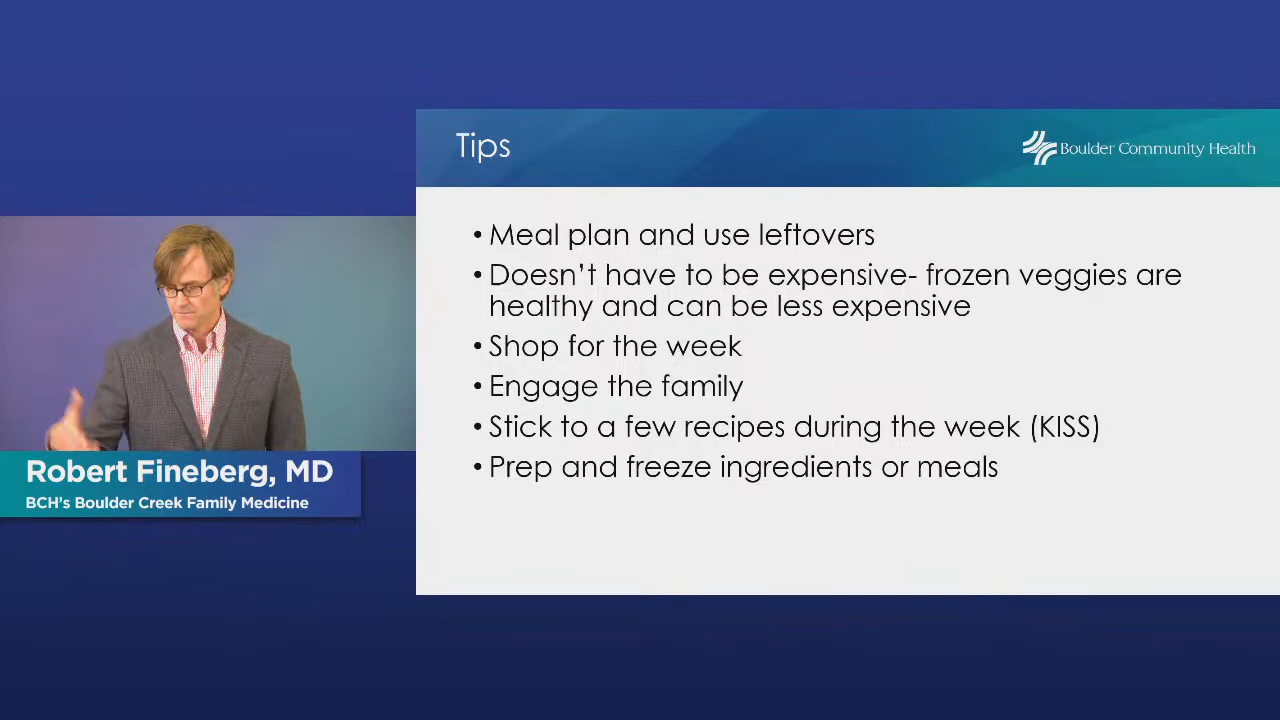 Tips
Boulder Community Health
• Meal plan and use leftovers
• Doesn't have to be expensive- frozen veggies are
healthy and can be less expensive
• Shop for the week
• Engage the family
• Stick to a few recipes during the week (KISS)
• Prep and freeze ingredients or meals
Robert Fineberg, MD
BCH's Boulder Creek Family Medicine